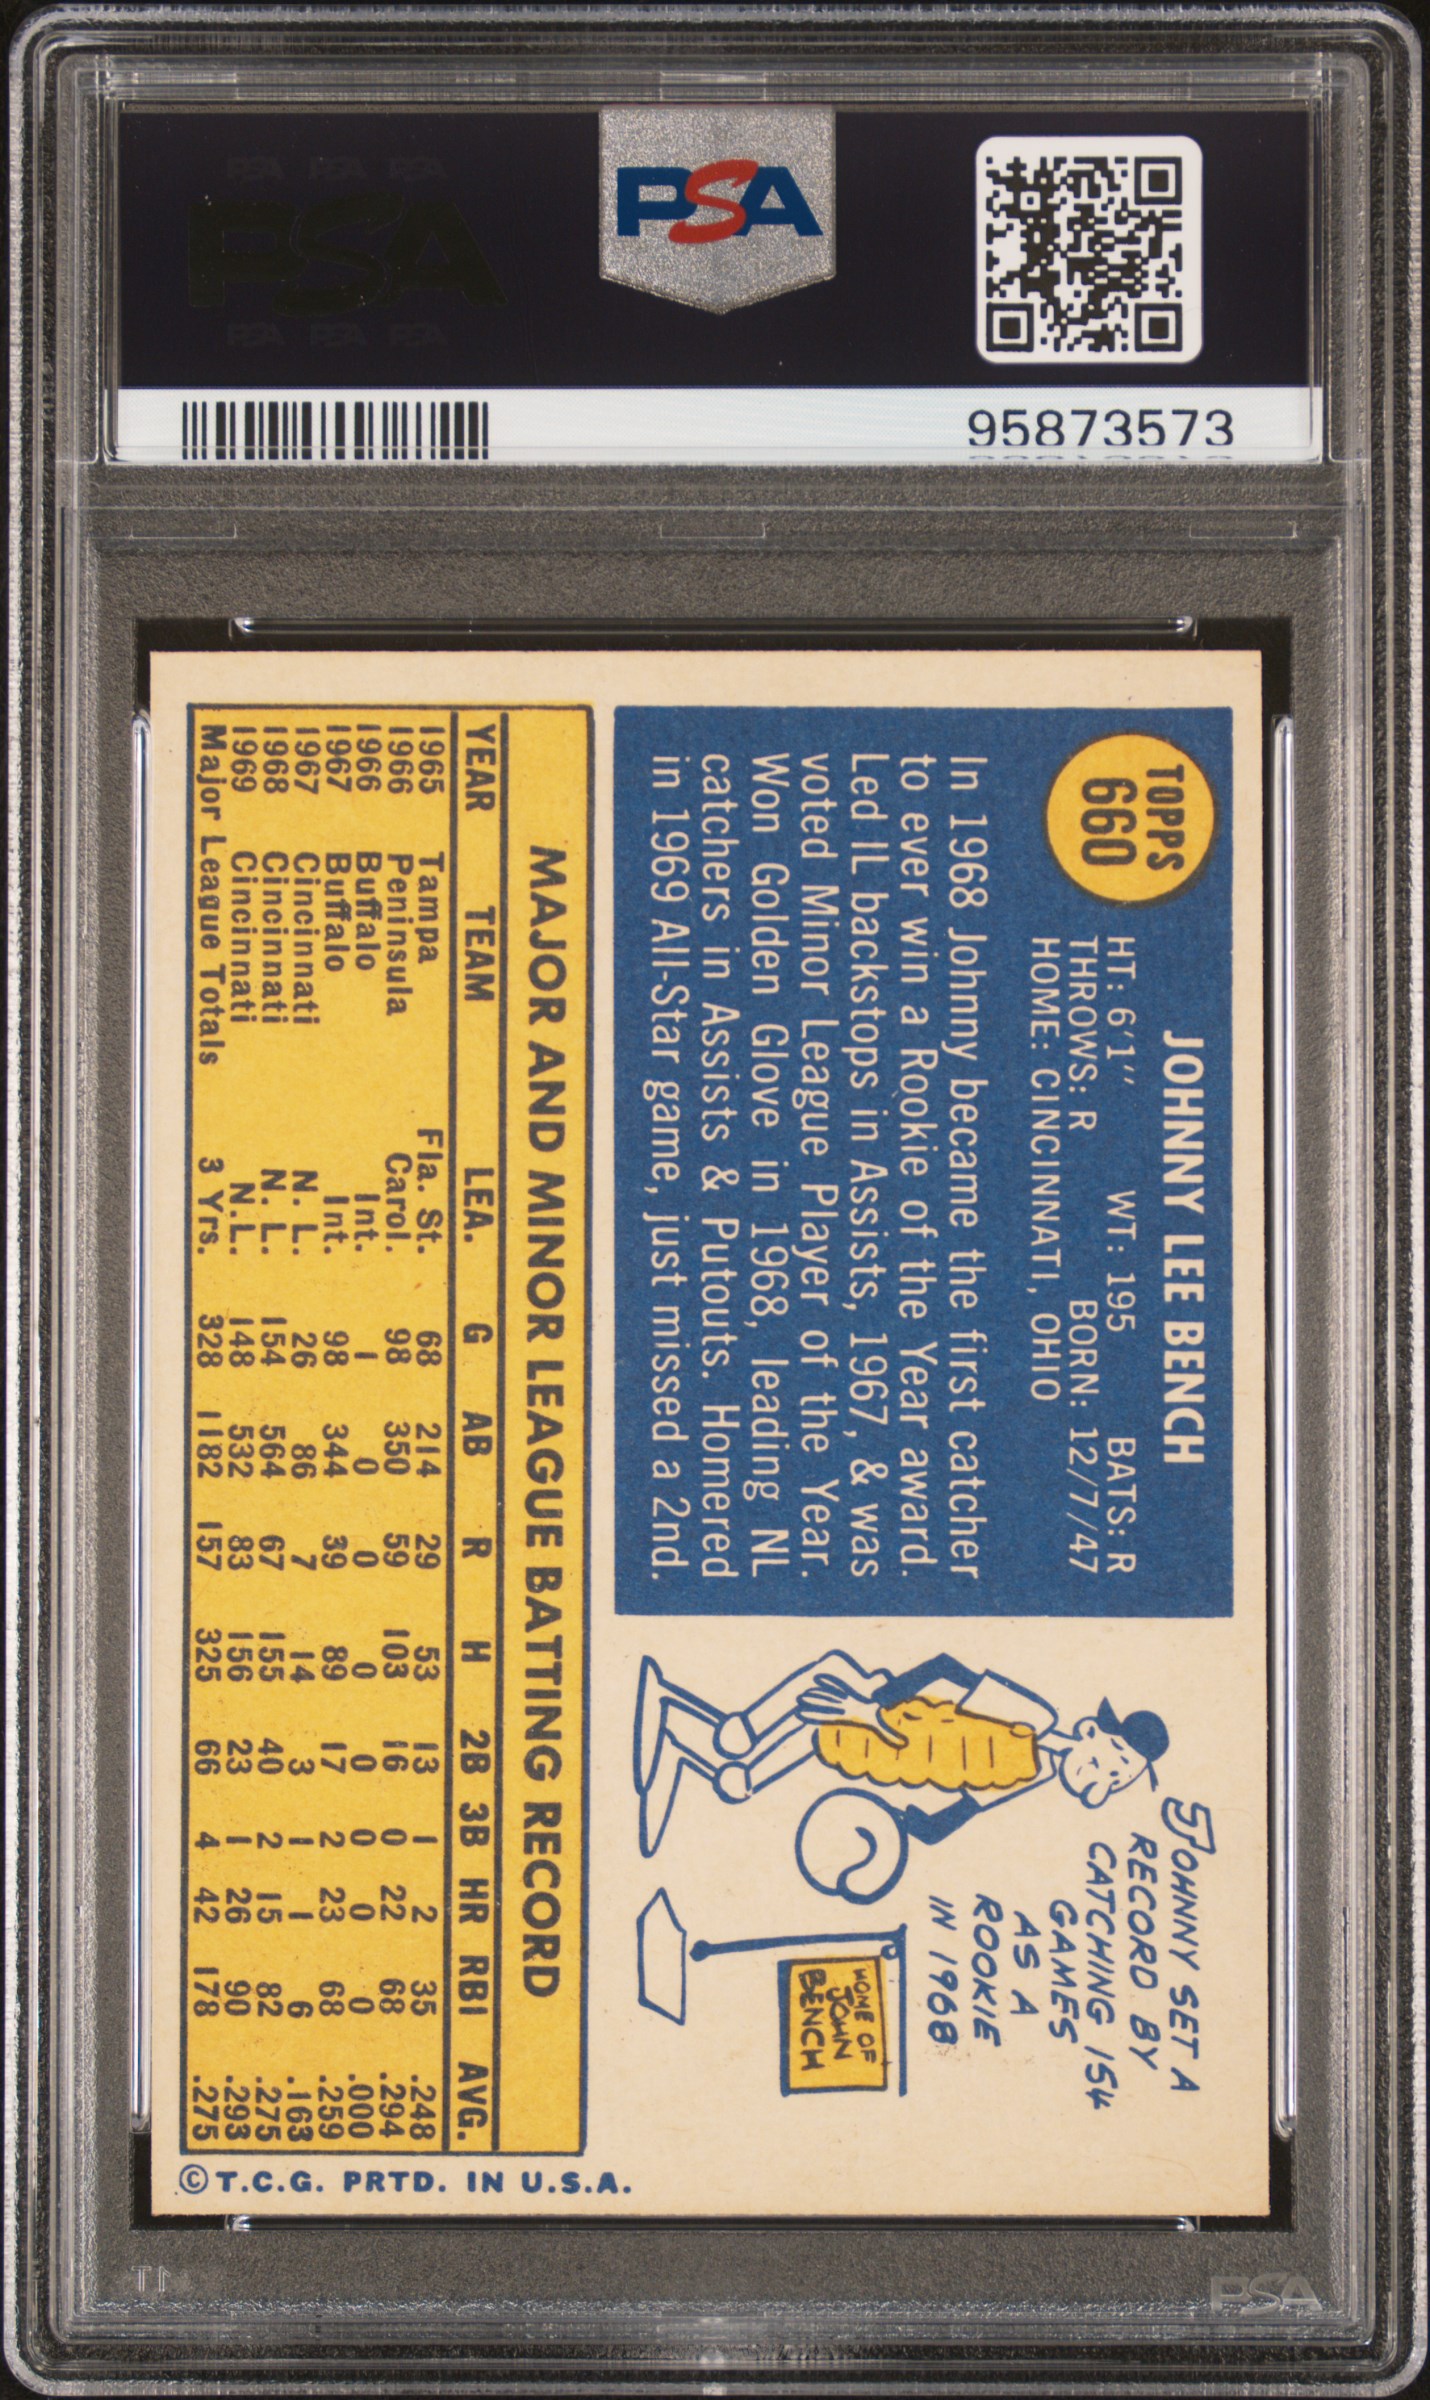 PSA PSA PSA
PSA
PSA PSA PSA
PSA
95873573
TOPPS
660
JOHNNY LEE BENCH
HT: 6'1" WT: 195 BATS: R
THROWS: R BORN: 12/7/47
HOME: CINCINNATI, OHIO
In 1968 Johnny became the first catcher
to ever win a Rookie of the Year award.
Led IL backstops in Assists, 1967, & was
voted Minor League Player of the Year.
Won Golden Glove in 1968, leading NL
catchers in Assists & Putouts. Homered
in 1969 All-Star game, just missed a 2nd.
JOHNNY SET A
RECORD BY
CATCHING 154
GAMES
AS A
ROOKIE
IN 1968
HOME OF
JOHN
BENCH
MAJOR AND MINOR LEAGUE BATTING RECORD
YEAR TEAM LEA. G AB R H 2B 3B HR RBI AVG.
1965 Tampa Fla. St. 68 214 29 53 13 1 2 35 .248
1966 Peninsula Carol. 98 350 59 103 16 0 22 68 .294
1966 Buffalo Int. 1 0 0 0 0 0 0 0 .000
1967 Buffalo Int. 98 344 39 89 17 2 23 68 .259
1967 Cincinnati N. L. 26 86 7 14 3 1 1 6 .163
1968 Cincinnati N. L. 154 564 67 155 40 2 15 82 .275
1969 Cincinnati N.L. 148 532 83 156 23 1 26 90 .293
Major League Totals 3 Yrs. 328 1182 157 325 66 4 42 178 .275
©T.C.G. PRTD. IN U.S.A.
PSA